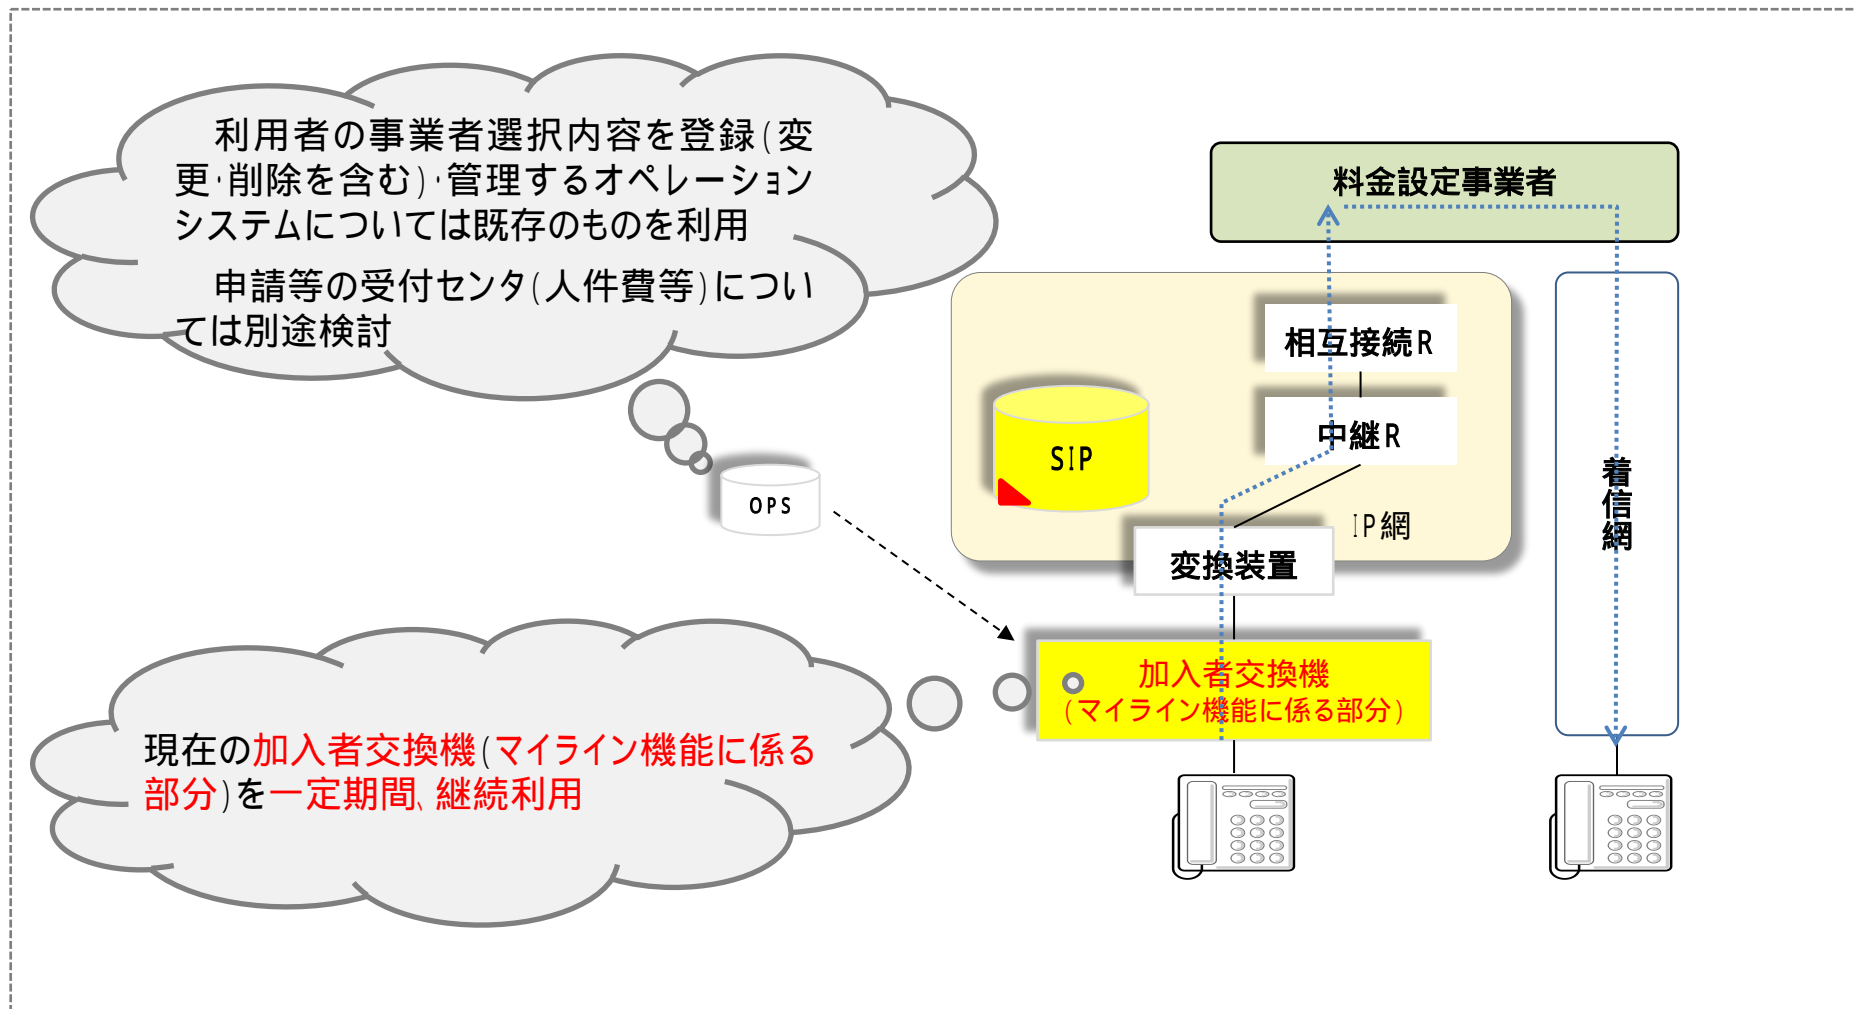 利用者の事業者選択内容を登録(変
更・削除を含む)・管理するオペレーション
システムについては既存のものを利用
申請等の受付センタ(人件費等)につい
ては別途検討
料金設定事業者
相互接続R
中継R
SIP
OPS
IP網
変換装置
着信網
加入者交換機
(マイライン機能に係る部分)
現在の加入者交換機(マイライン機能に係る
部分)を一定期間、継続利用